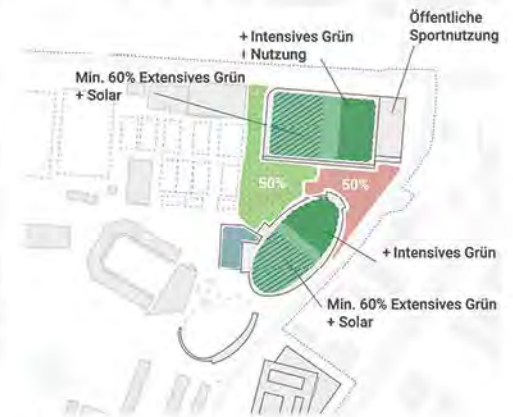 Öffentliche
Sportnutzung
+ Intensives Grün
+ Nutzung
Min. 60% Extensives Grün
+ Solar
50%
50%
+ Intensives Grün
Min. 60% Extensives Grün
+ Solar